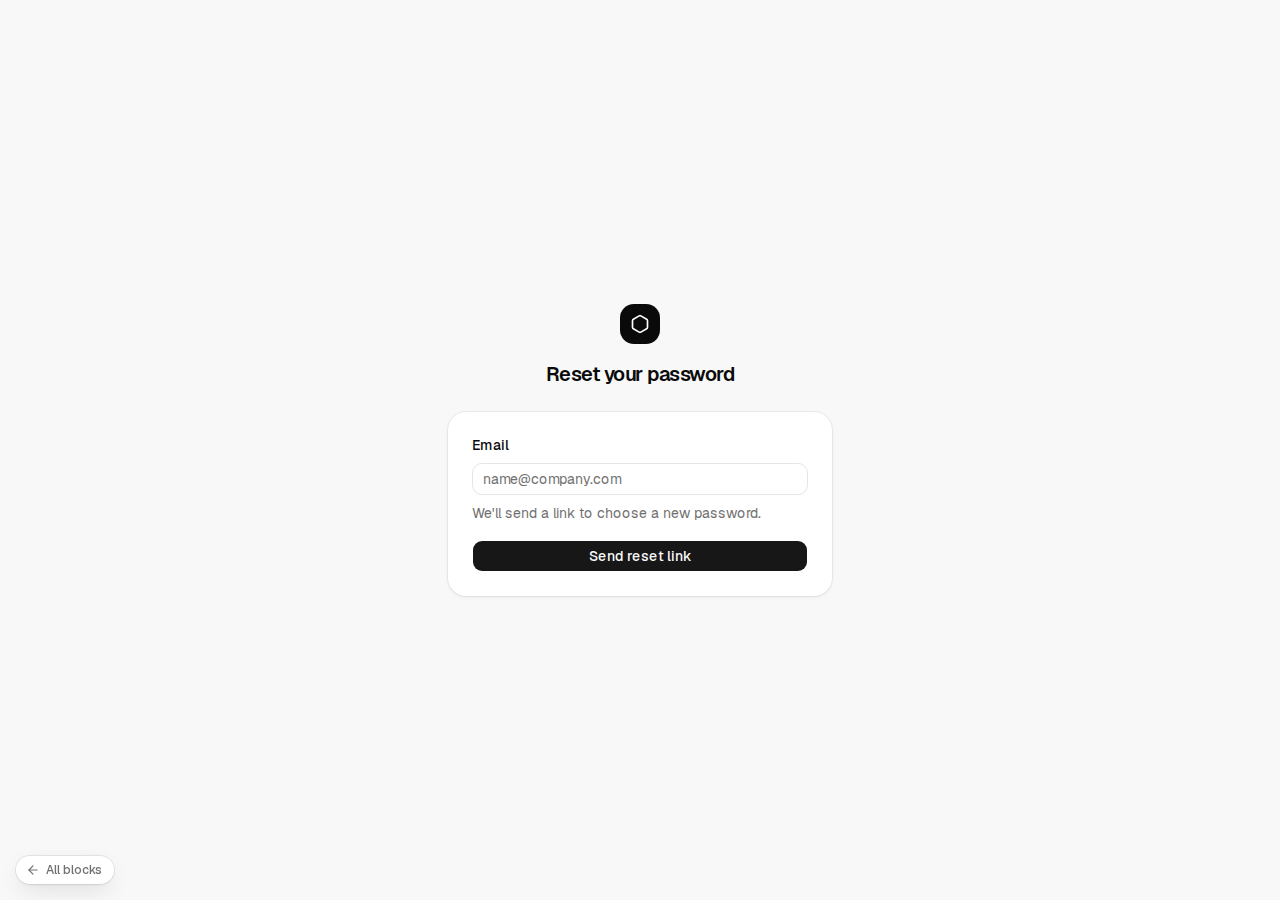 Reset your password
Email
name@company.com
We'll send a link to choose a new password.
Send reset link
All blocks